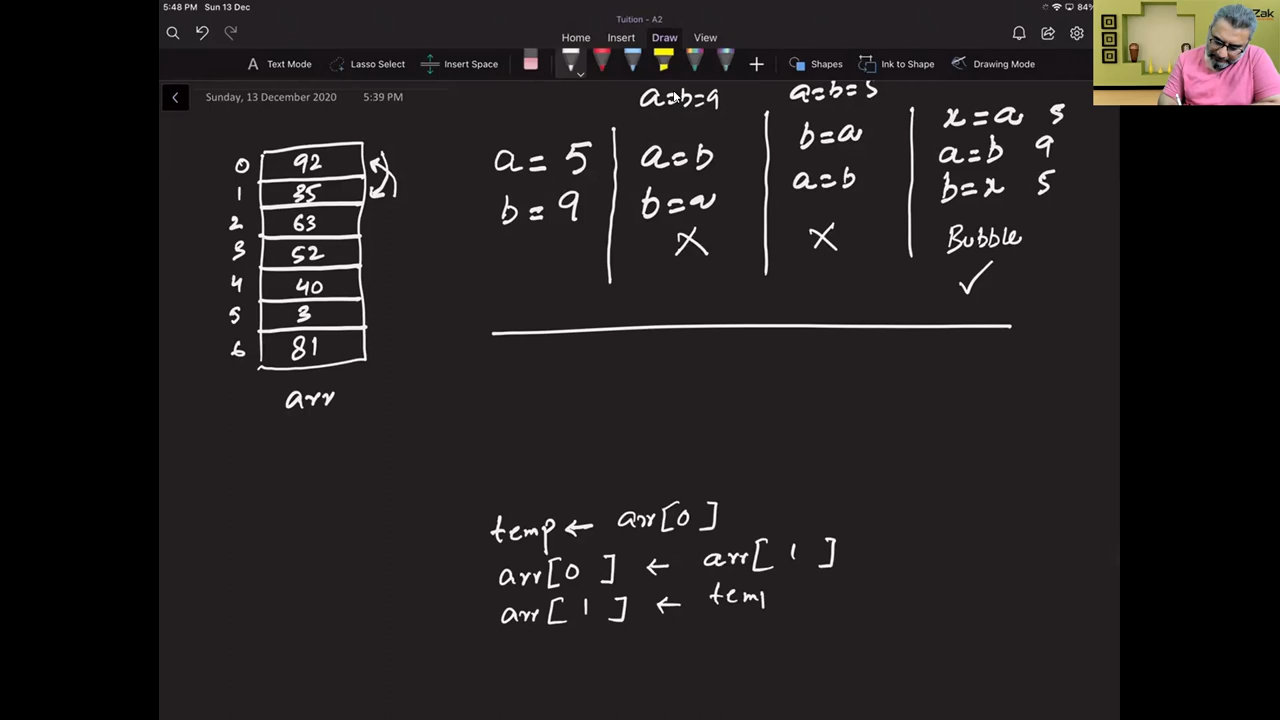 5:48 PM Sun 13 Dec
84%
Tuition - A2
Home Insert Draw View
Text Mode Lasso Select Insert Space Shapes Ink to Shape Drawing Mode
Sunday, 13 December 2020 5:39 PM
Zak
0 92
1 35
2 63
3 52
4 40
5 3
6 81
arr
a = 5
b = 9
a=b=9
a=b
b=a
X
a=b=5
b=a
a=b
X
x=a 5
a=b 9
b=x 5
Bubble
✓
temp ← arr[0]
arr[0] ← arr[1]
arr[1] ← temp